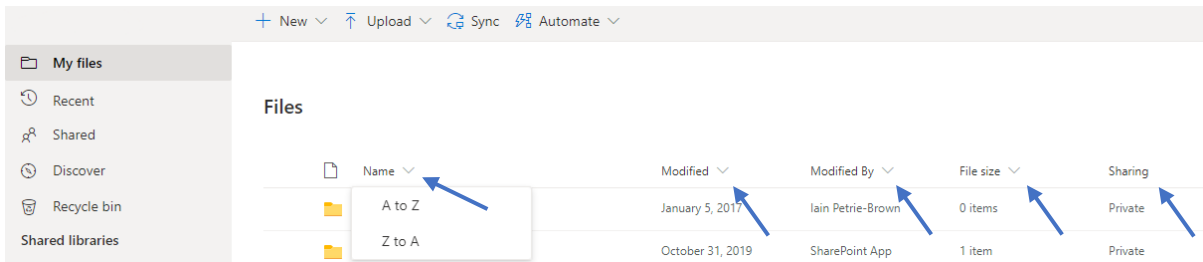 New Upload Sync Automate
My files
Recent
Files
Shared
Discover
Name Modified Modified By File size Sharing
Recycle bin
A to Z January 5, 2017 Iain Petrie-Brown 0 items Private
Shared libraries
Z to A October 31, 2019 SharePoint App 1 item Private